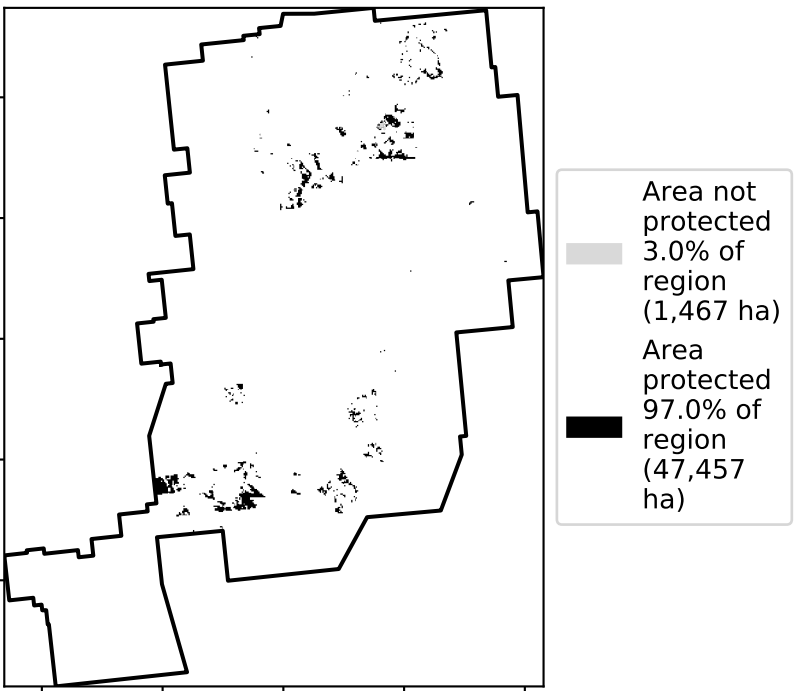 Area not
protected
3.0% of
region
(1,467 ha)
Area
protected
97.0% of
region
(47,457
ha)